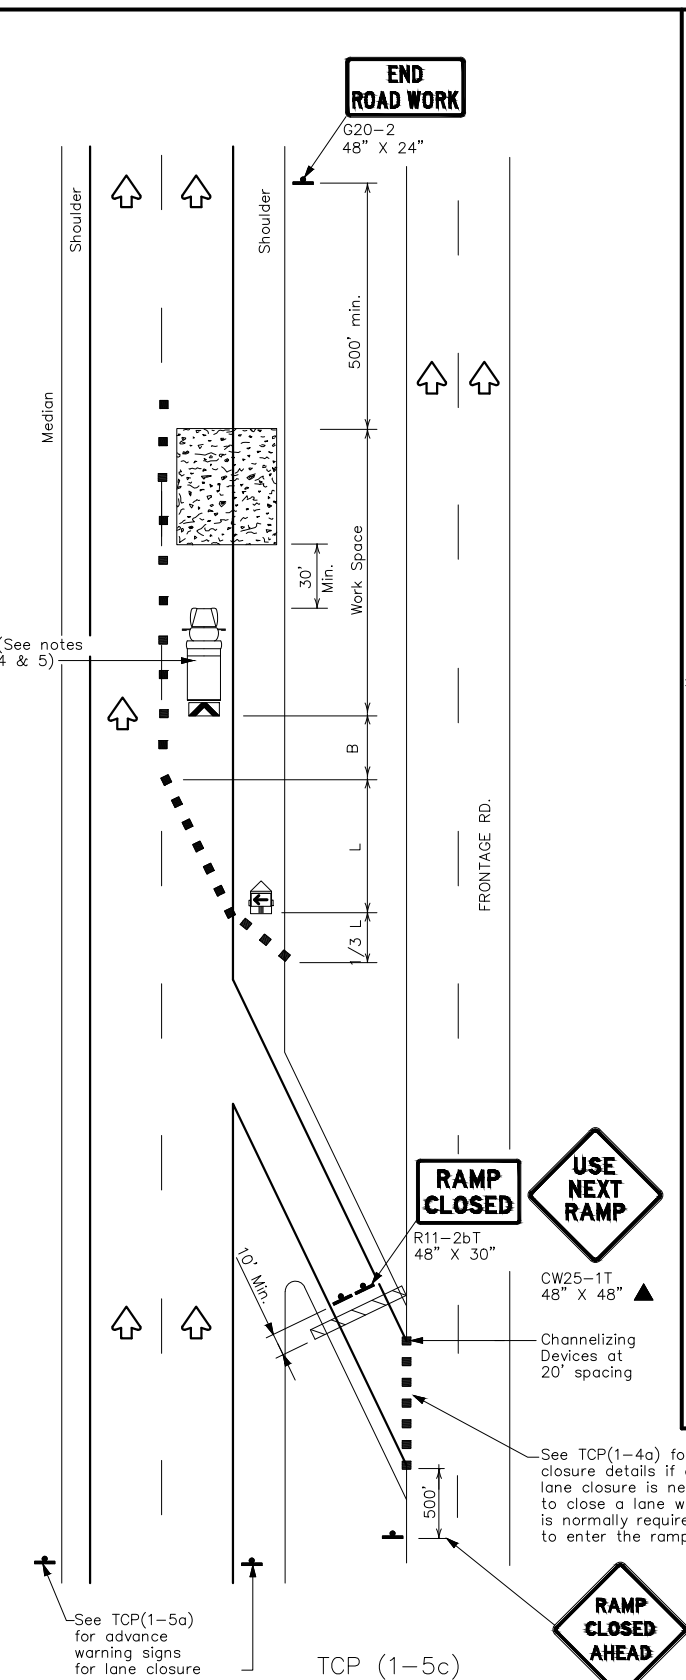 END
ROAD WORK
G20-2
48" X 24"
Shoulder
Shoulder
500' min.
Median
30'
Min.
Work Space
(See notes
4 & 5)
B
L
FRONTAGE RD.
1/3 L
RAMP
CLOSED
R11-2bT
48" X 30"
USE
NEXT
RAMP
CW25-1T
48" X 48"
10' Min.
Channelizing
Devices at
20' spacing
See TCP(1-4a) fo
closure details if
lane closure is ne
to close a lane w
is normally require
to enter the ramp
500'
RAMP
CLOSED
AHEAD
See TCP(1-5a)
for advance
warning signs
for lane closure
TCP (1-5c)